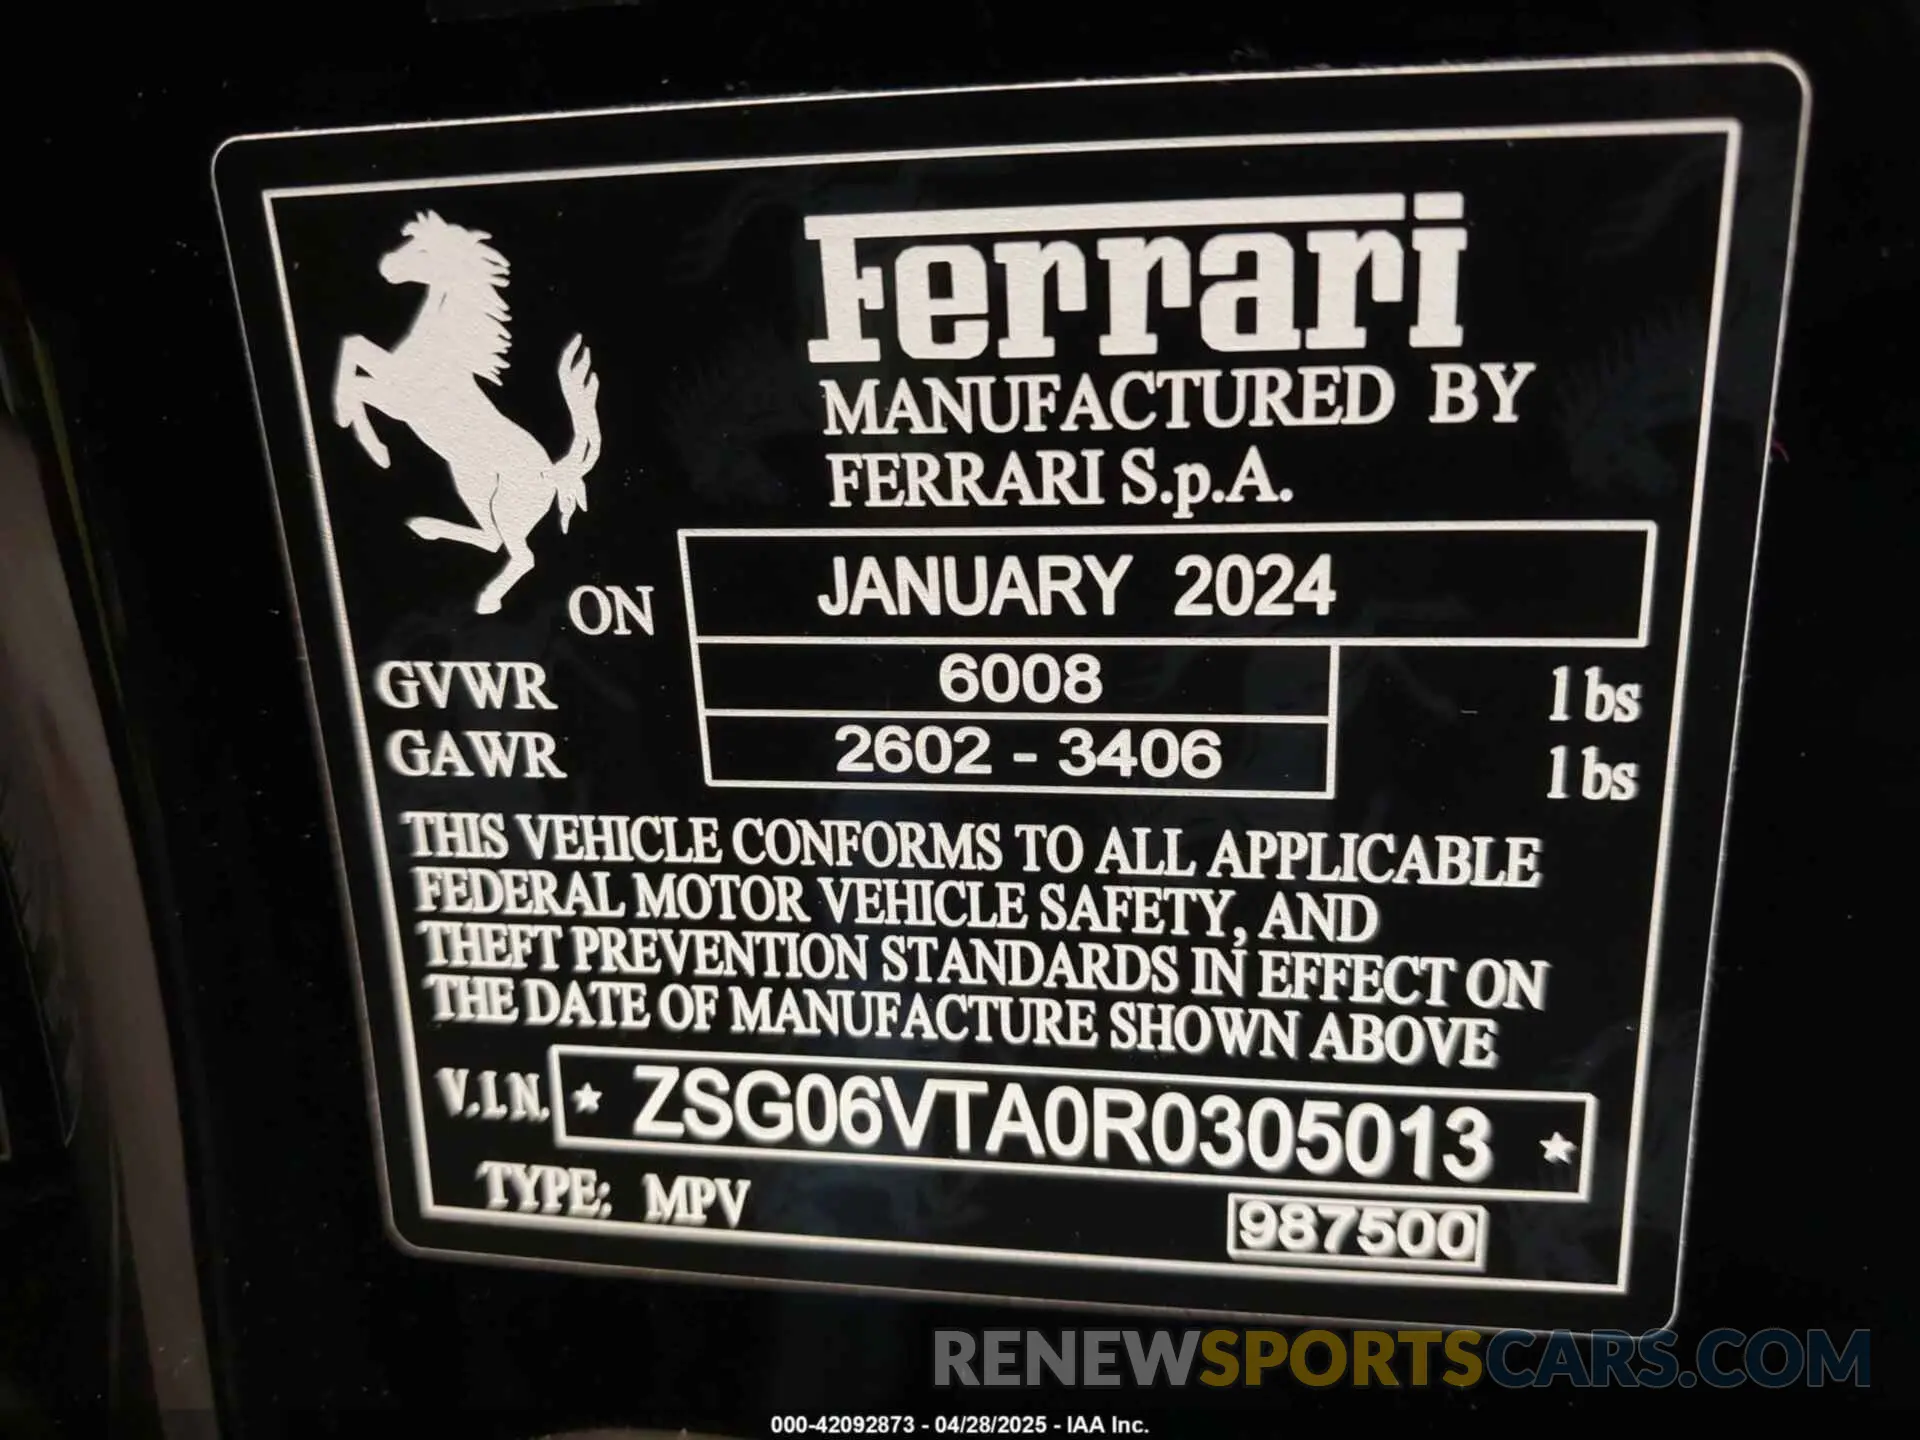 Ferrari
MANUFACTURED BY
FERRARI S.p.A.
ON JANUARY 2024
GVWR 6008 lbs
GAWR 2602 - 3406 lbs
THIS VEHICLE CONFORMS TO ALL APPLICABLE
FEDERAL MOTOR VEHICLE SAFETY, AND
THEFT PREVENTION STANDARDS IN EFFECT ON
THE DATE OF MANUFACTURE SHOWN ABOVE
V.I.N. ★ ZSG06VTA0R0305013 ★
TYPE: MPV 987500
RENEWSPORTSCARS.COM
000-42092873 - 04/28/2025 - IAA Inc.